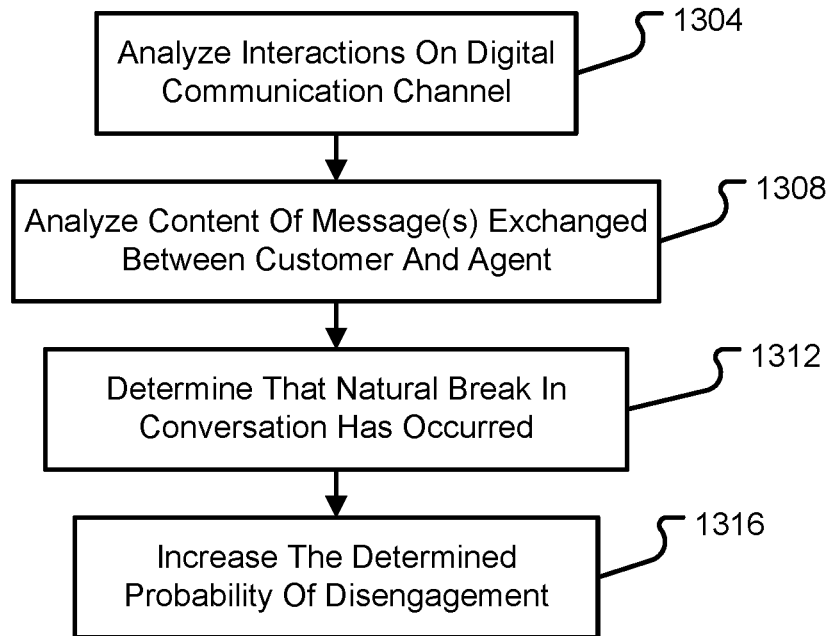 Analyze Interactions On Digital
Communication Channel
1304
Analyze Content Of Message(s) Exchanged
Between Customer And Agent
1308
Determine That Natural Break In
Conversation Has Occurred
1312
Increase The Determined
Probability Of Disengagement
1316